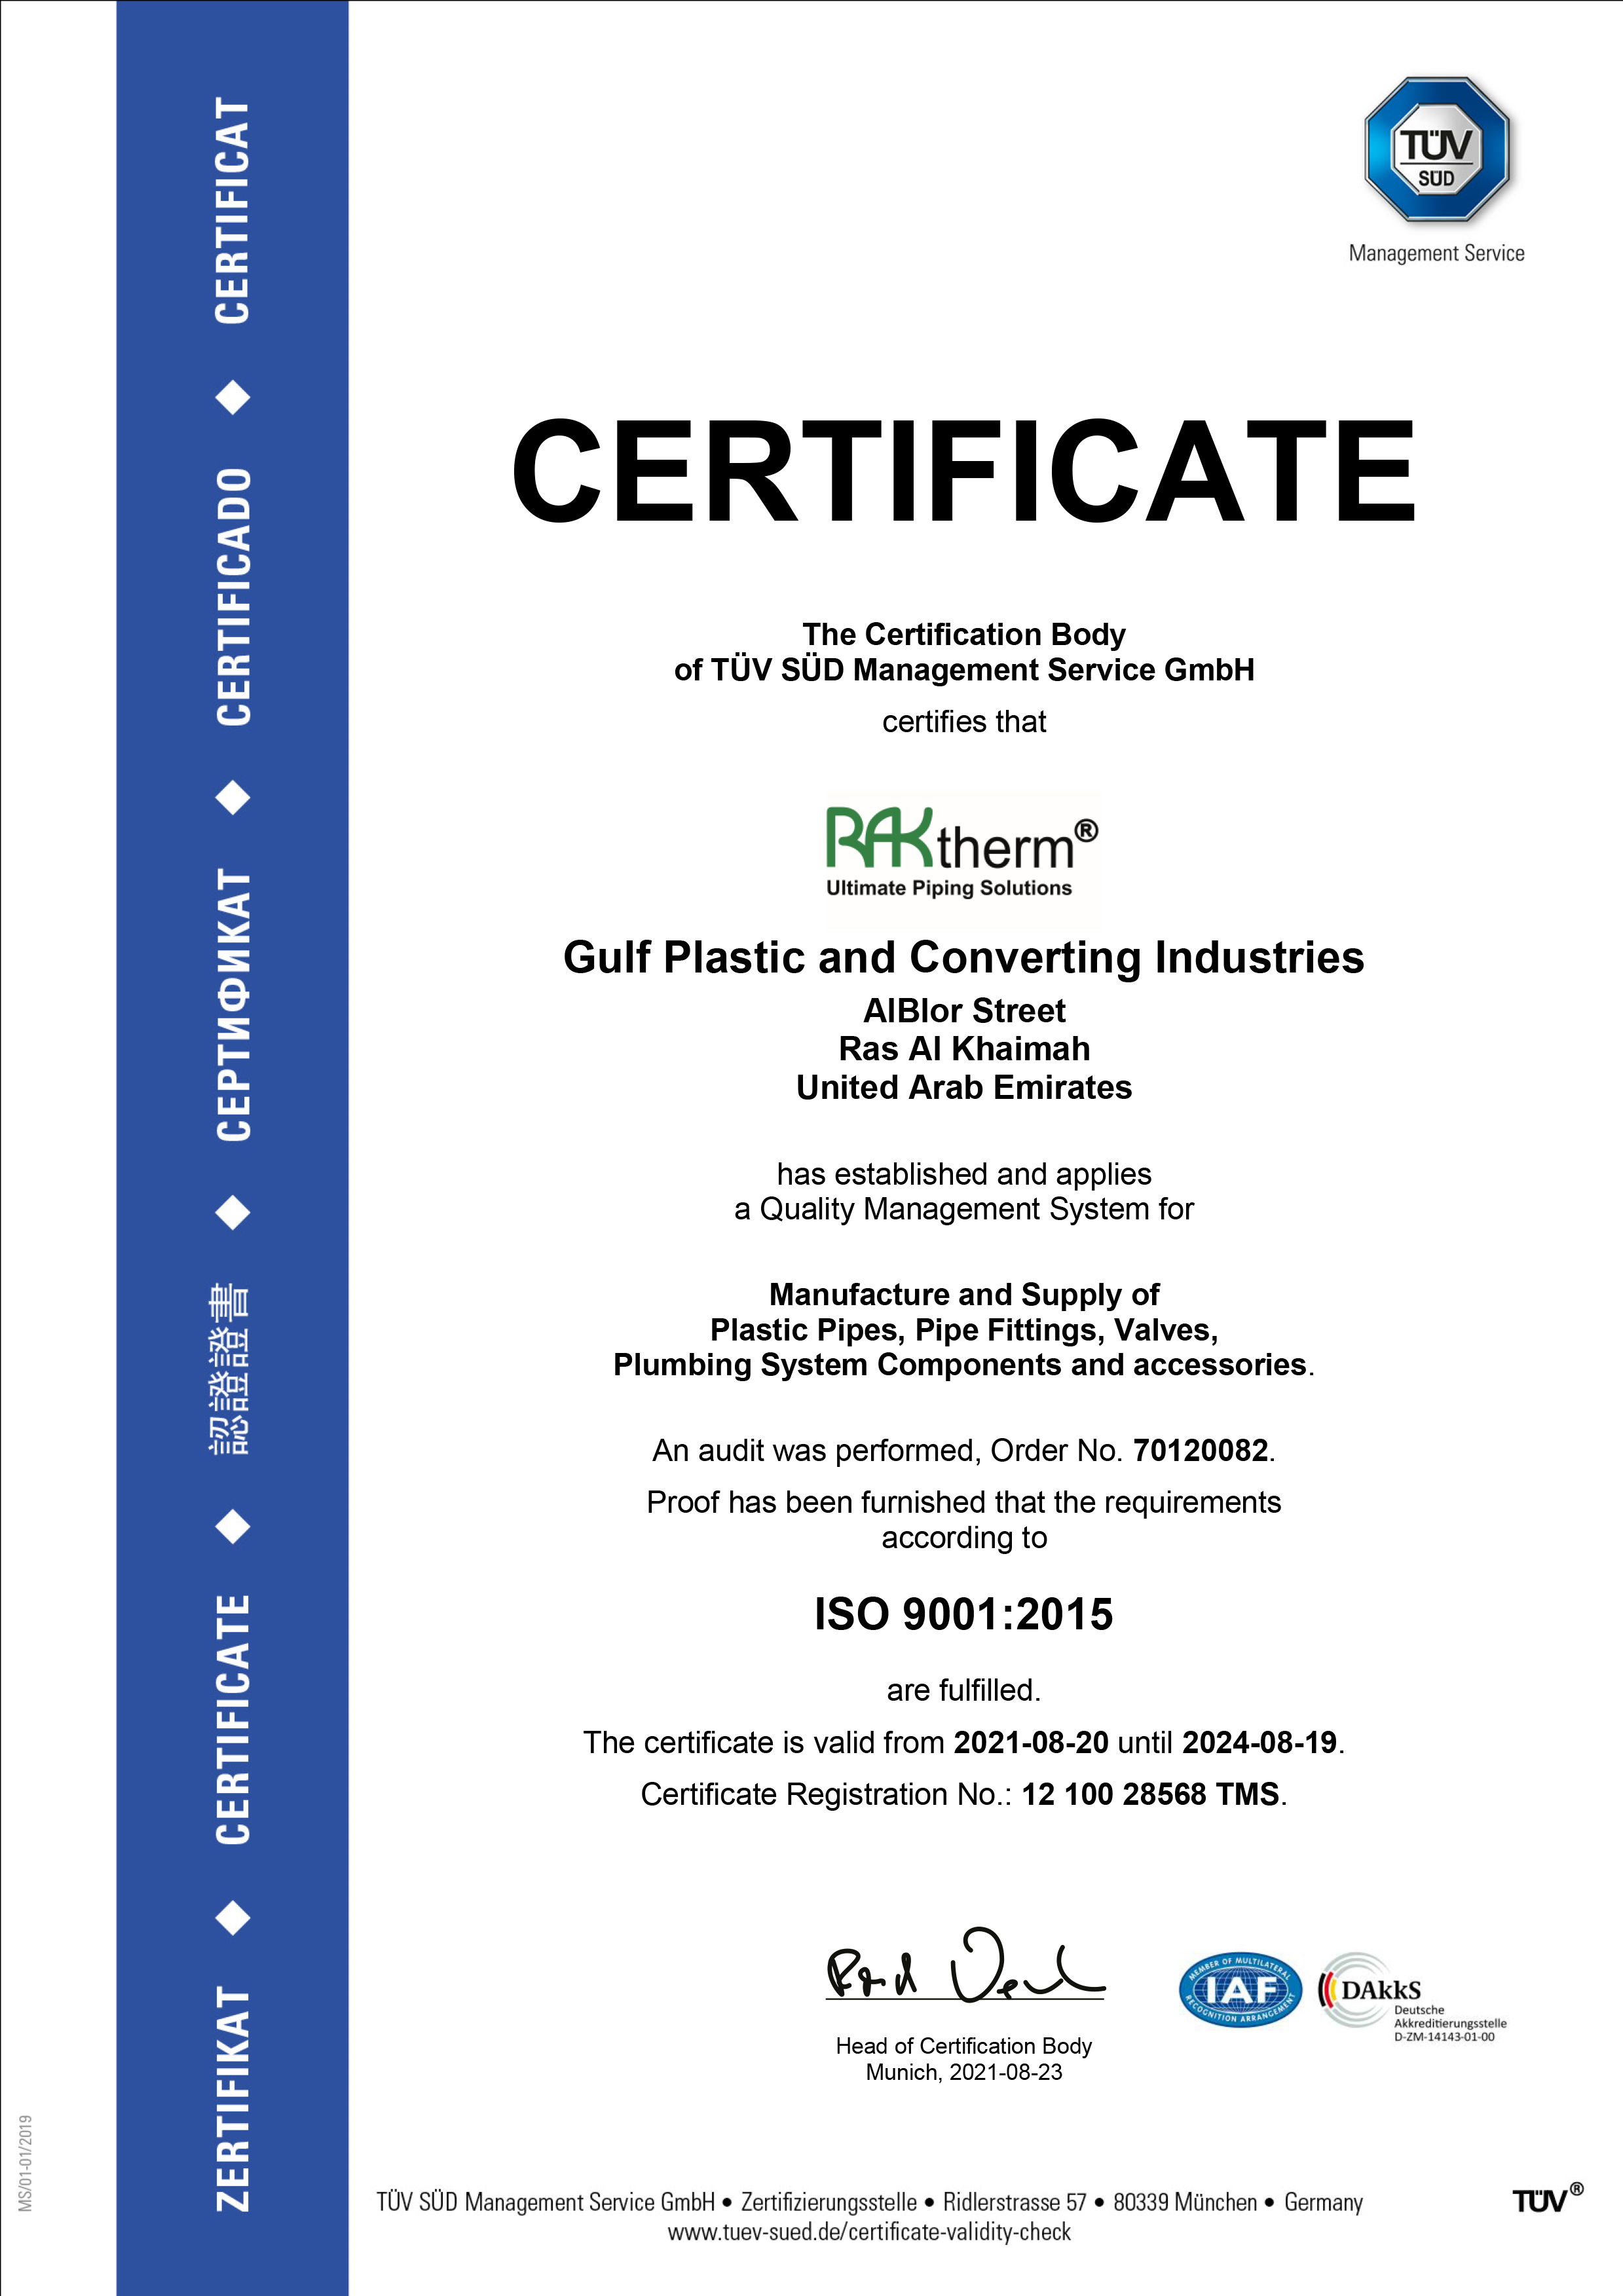 CERTIFICAT
CERTIFICADO
СЕРТИФИКАТ
認證證書
CERTIFICATE
ZERTIFIKAT
MS/01-01/2019
TÜV
SÜD
Management Service
CERTIFICATE
The Certification Body
of TÜV SÜD Management Service GmbH
certifies that
RAKtherm®
Ultimate Piping Solutions
Gulf Plastic and Converting Industries
AlBlor Street
Ras Al Khaimah
United Arab Emirates
has established and applies
a Quality Management System for
Manufacture and Supply of
Plastic Pipes, Pipe Fittings, Valves,
Plumbing System Components and accessories.
An audit was performed, Order No. 70120082.
Proof has been furnished that the requirements
according to
ISO 9001:2015
are fulfilled.
The certificate is valid from 2021-08-20 until 2024-08-19.
Certificate Registration No.: 12 100 28568 TMS.
Head of Certification Body
Munich, 2021-08-23
MEMBER OF MULTILATERAL
IAF
RECOGNITION ARRANGEMENT
DAkkS
Deutsche
Akkreditierungsstelle
D-ZM-14143-01-00
TÜV SÜD Management Service GmbH • Zertifizierungsstelle • Ridlerstrasse 57 • 80339 München • Germany
www.tuev-sued.de/certificate-validity-check
TÜV®